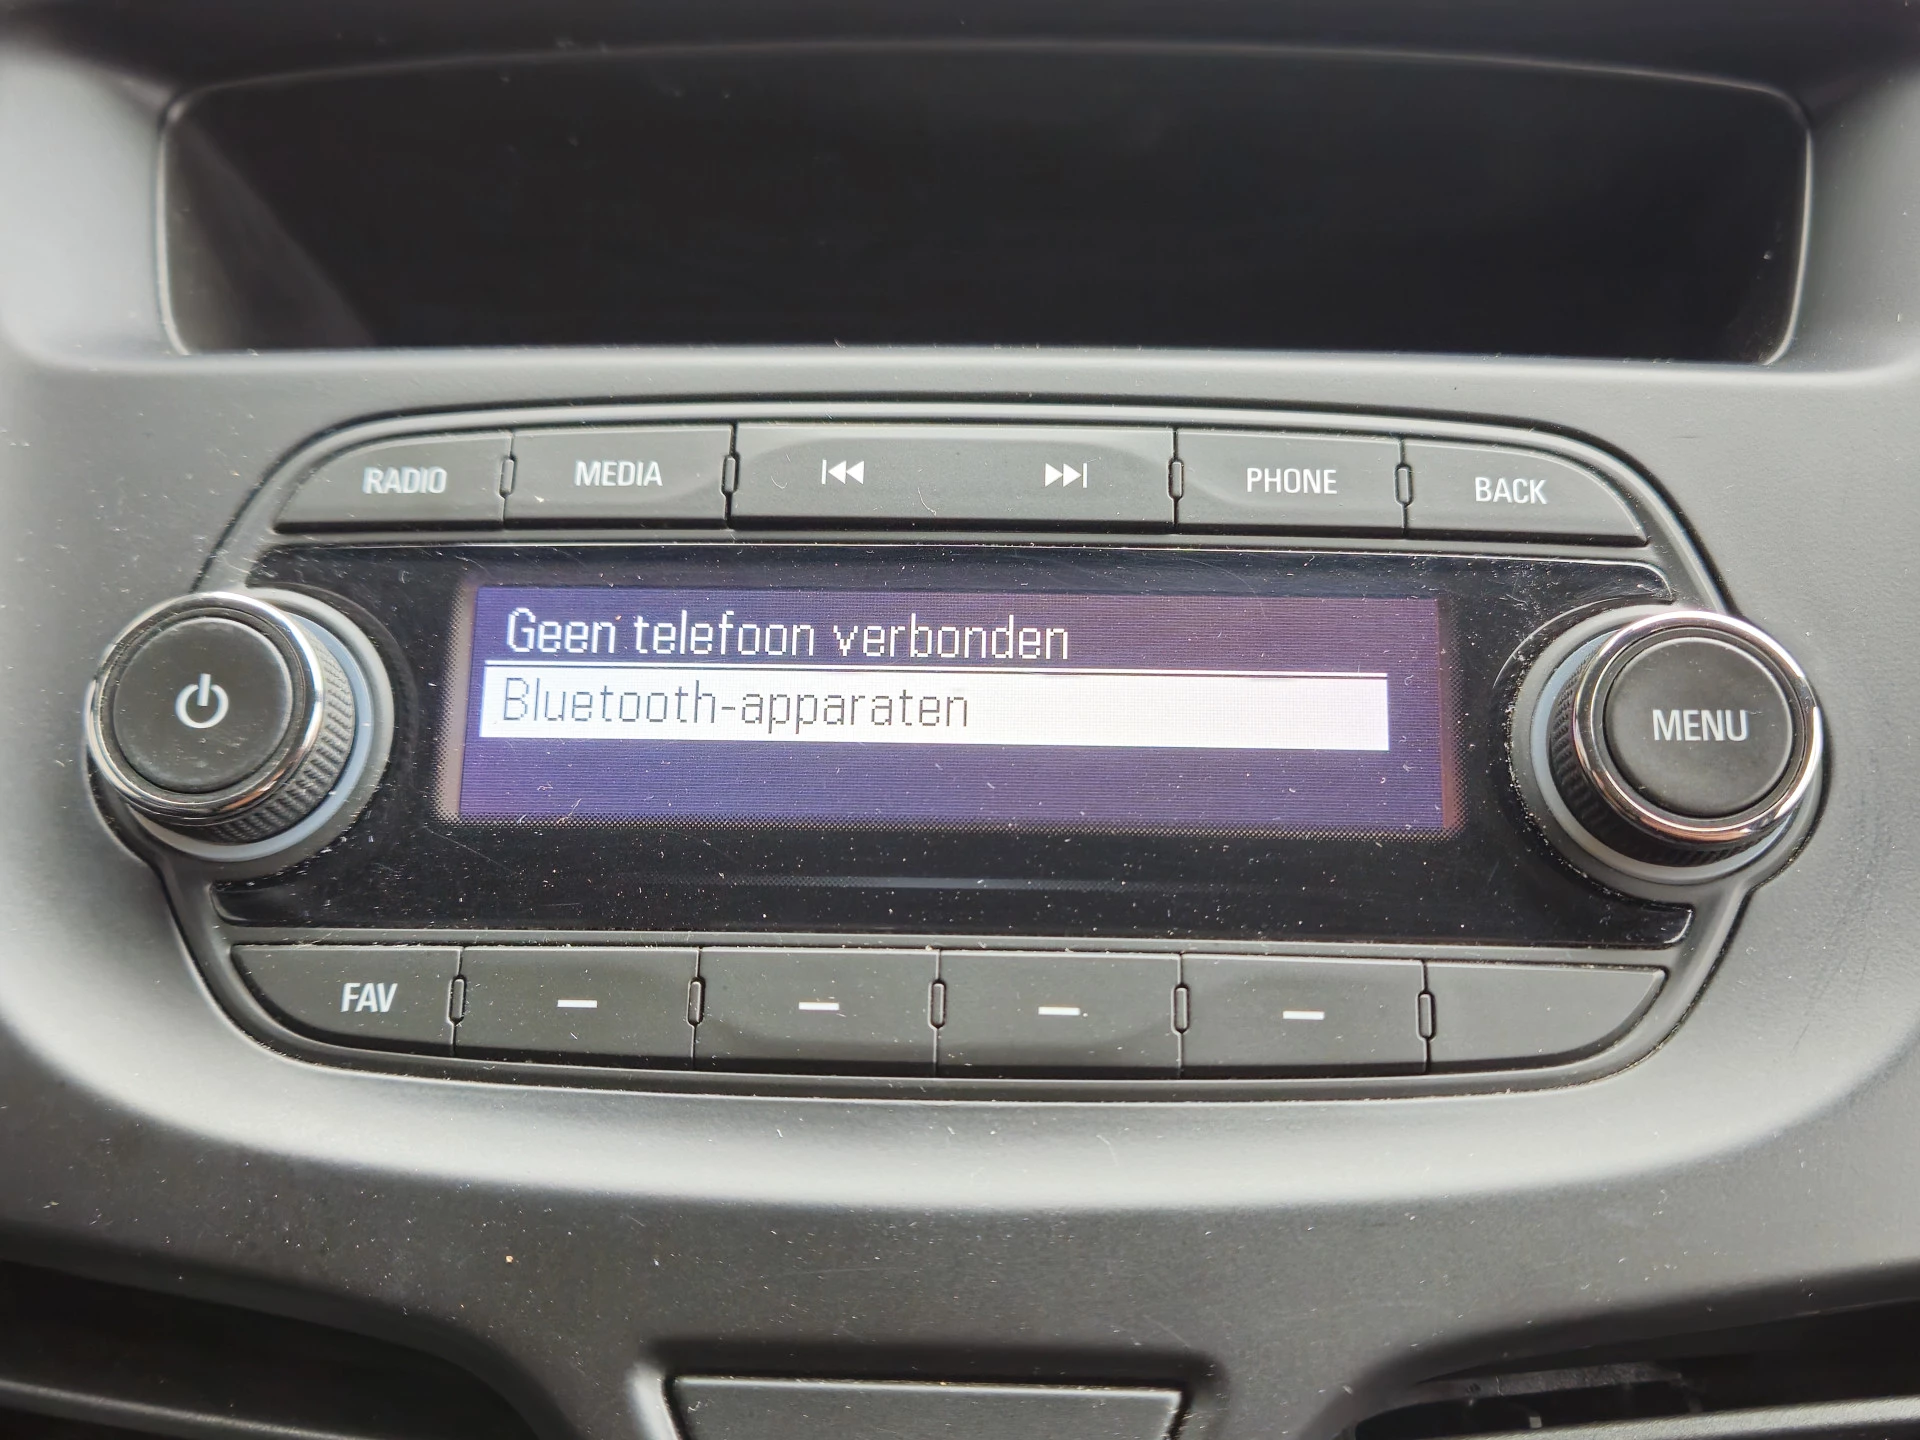 RADIO MEDIA PHONE BACK
Geen telefoon verbonden
Bluetooth-apparaten
MENU
FAV